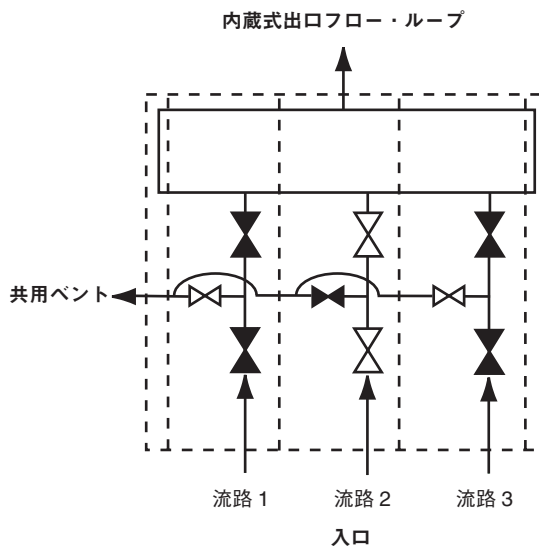 内蔵式出口フロー・ループ
共用ベント
流路 1
流路 2
流路 3
入口